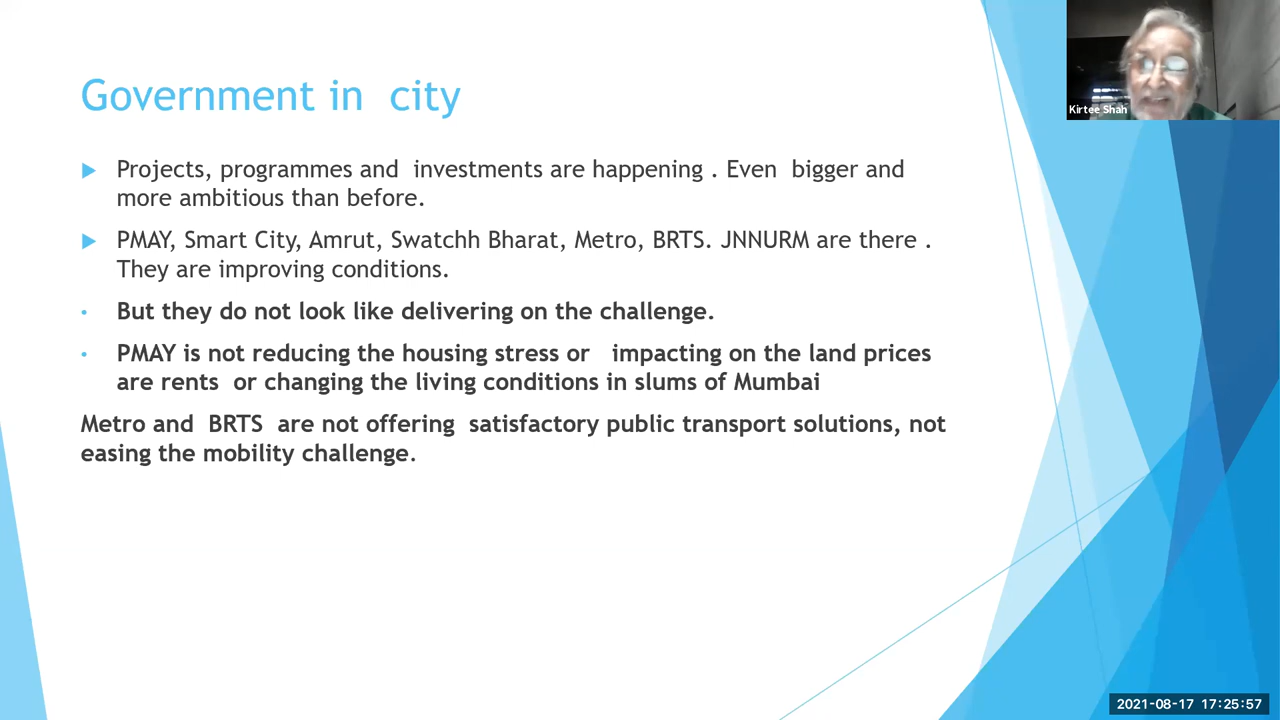 Government in city
Projects, programmes and investments are happening . Even bigger and
more ambitious than before.
PMAY, Smart City, Amrut, Swatchh Bharat, Metro, BRTS. JNNURM are there .
They are improving conditions.
But they do not look like delivering on the challenge.
PMAY is not reducing the housing stress or impacting on the land prices
are rents or changing the living conditions in slums of Mumbai
Metro and BRTS are not offering satisfactory public transport solutions, not
easing the mobility challenge.
Kirtee Shah
2021-08-17 17:25:57